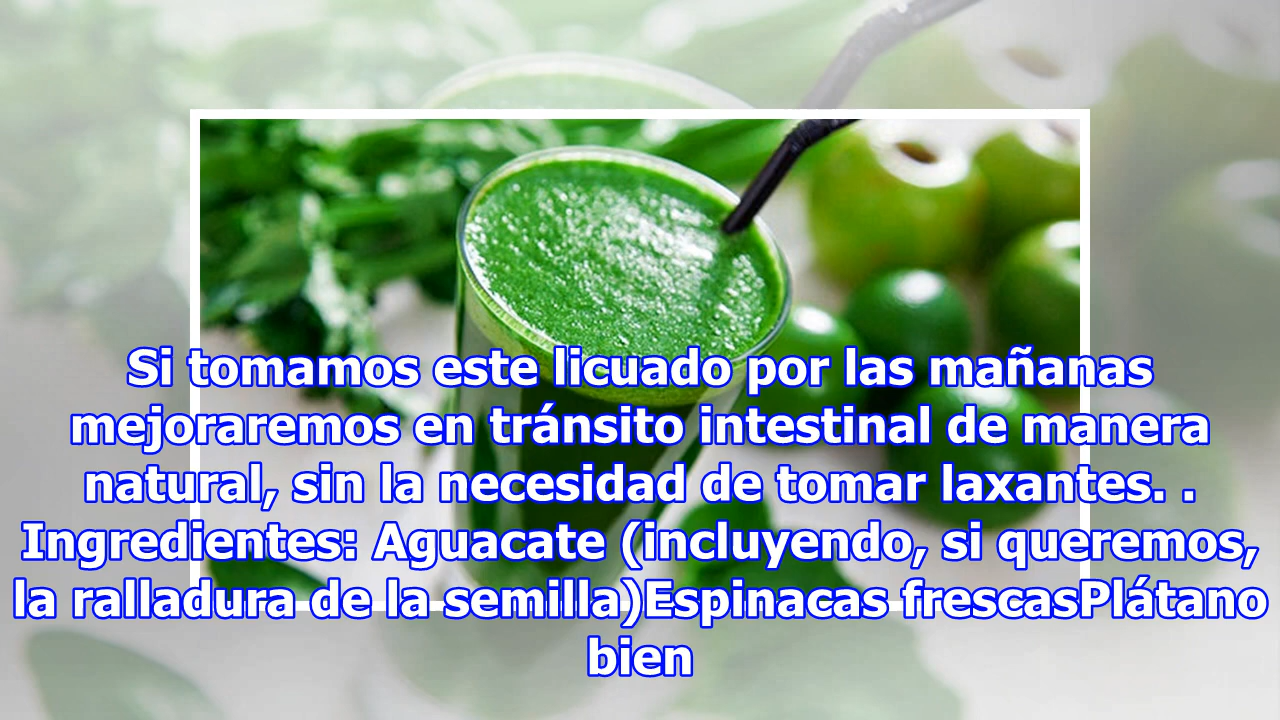 Si tomamos este licuado por las mañanas
mejoraremos en tránsito intestinal de manera
natural, sin la necesidad de tomar laxantes. .
Ingredientes: Aguacate (incluyendo, si queremos,
la ralladura de la semilla)Espinacas frescasPlátano
bien